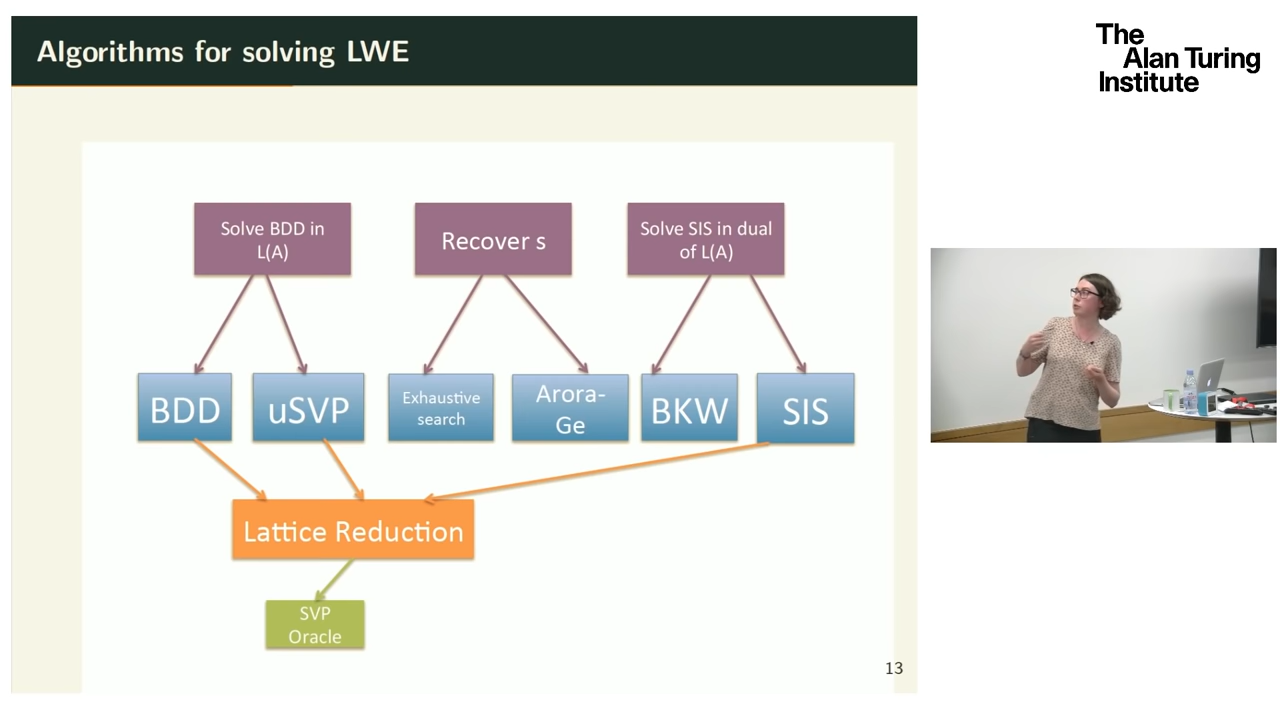 Algorithms for solving LWE
The
Alan Turing
Institute
Solve BDD in
L(A)
Recover s
Solve SIS in dual
of L(A)
BDD
uSVP
Exhaustive
search
Arora-
Ge
BKW
SIS
Lattice Reduction
SVP
Oracle
13